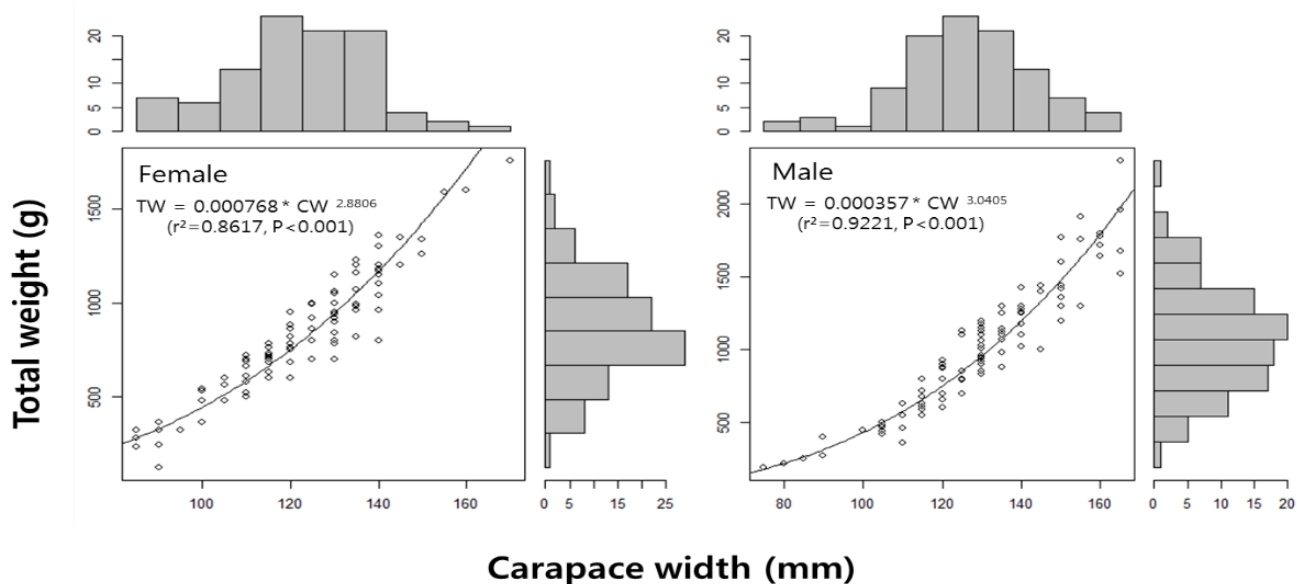 Total weight (g)
20
10
5
0
Female
TW = 0.000768* CW 2.8806
(r²=0.8617, P<0.001)
1500
1000
500
100 120 140 160
0 5 10 15 25
20
10
5
0
Male
TW = 0.000357* CW 3.0405
(r²=0.9221, P<0.001)
2000
1500
1000
500
80 100 120 140 160
0 5 10 15 20
Carapace width (mm)